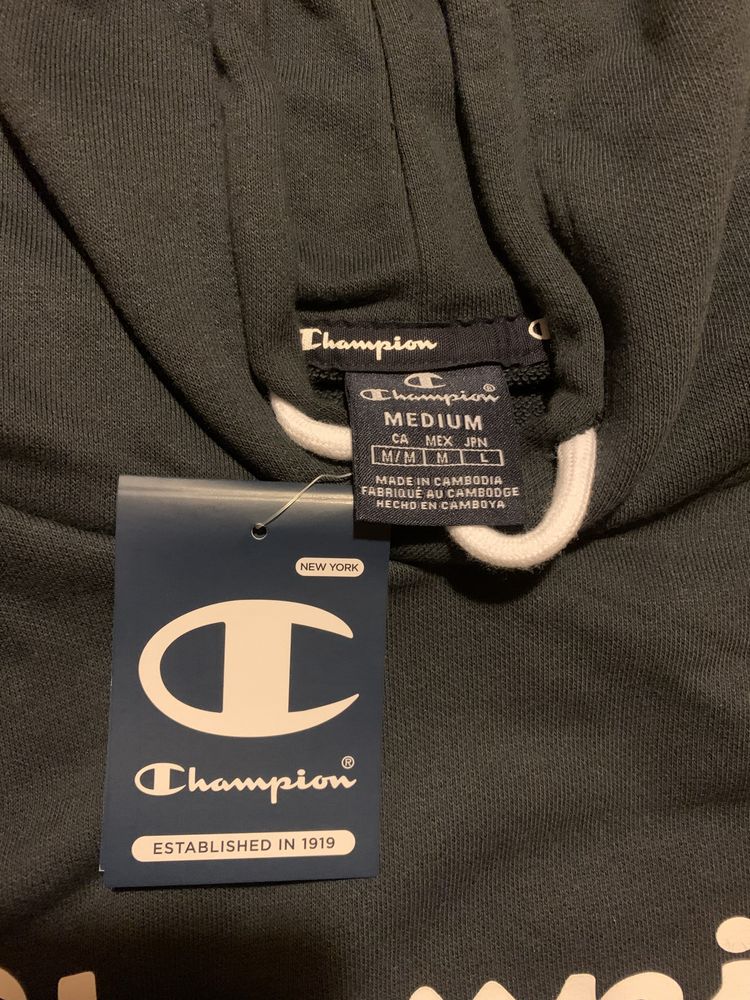 Champion
C
Champion®
MEDIUM
CA MEX JPN
M/M M L
MADE IN CAMBODIA
FABRIQUÉ AU CAMBODGE
HECHO EN CAMBOYA
NEW YORK
C
Champion®
ESTABLISHED IN 1919